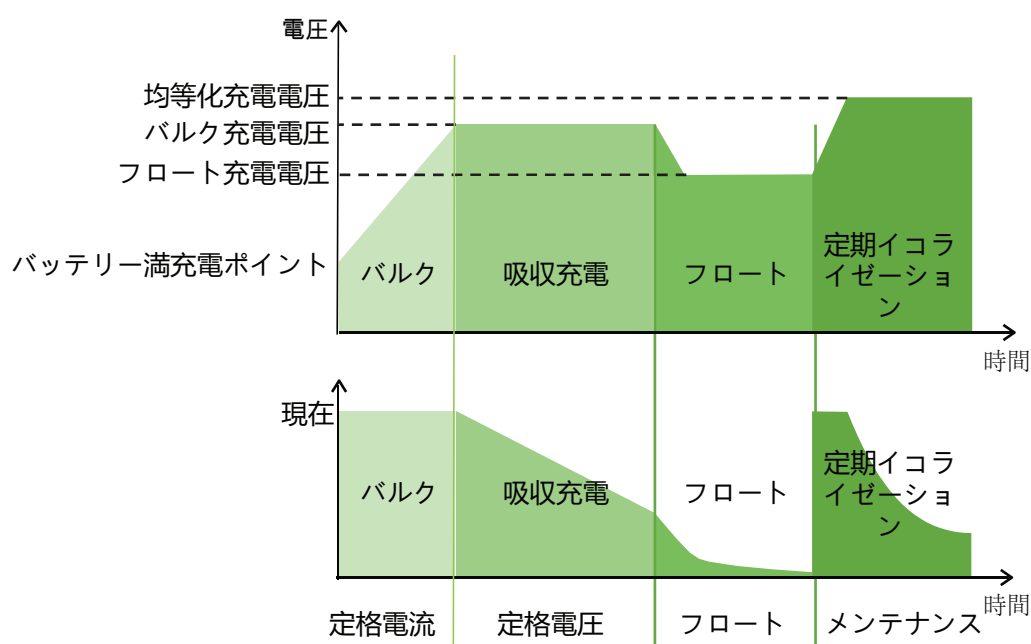 電圧
均等化充電電圧
バルク充電電圧
フロート充電電圧
バッテリー満充電ポイント
バルク
吸収充電
フロート
定期イコラ
イゼーショ
ン
時間
現在
バルク
吸収充電
フロート
定期イコラ
イゼーショ
ン
時間
定格電流
定格電圧
フロート
メンテナンス